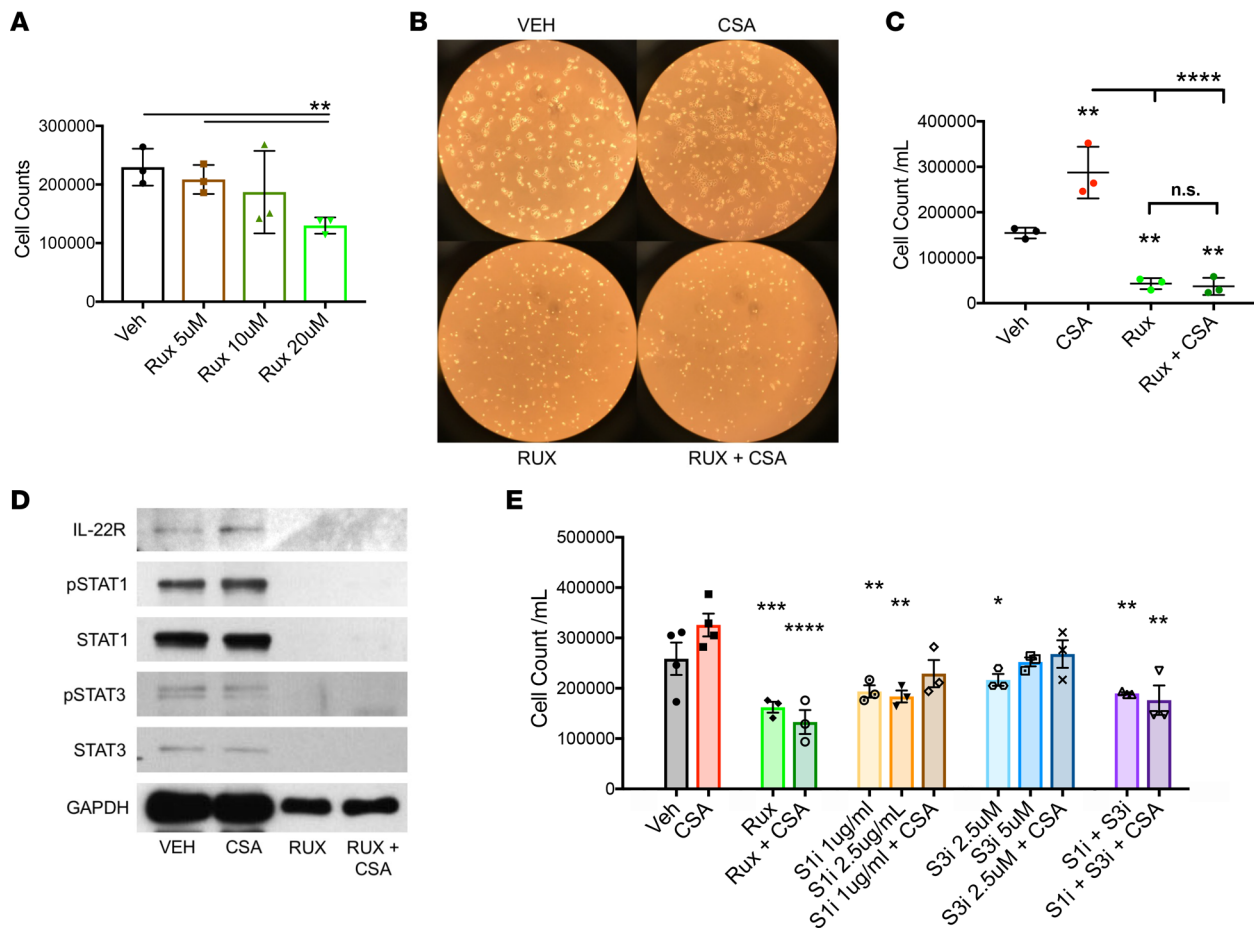 A
**
300000
200000
100000
0
Cell Counts
Veh
Rux 5uM
Rux 10uM
Rux 20uM
B
VEH
CSA
RUX
RUX + CSA
C
****
**
n.s.
**
**
400000
300000
200000
100000
0
Cell Count /mL
Veh
CSA
Rux
Rux + CSA
D
IL-22R
pSTAT1
STAT1
pSTAT3
STAT3
GAPDH
VEH
CSA
RUX
RUX +
CSA
E
500000
400000
300000
200000
100000
0
Cell Count /mL
***
****
**
**
*
**
**
Veh
CSA
Rux
Rux + CSA
S1i 1ug/ml
S1i 2.5ug/mL
S1i 1ug/ml + CSA
S3i 2.5uM
S3i 5uM
S3i 2.5uM + CSA
S1i + S3i
S1i + S3i + CSA